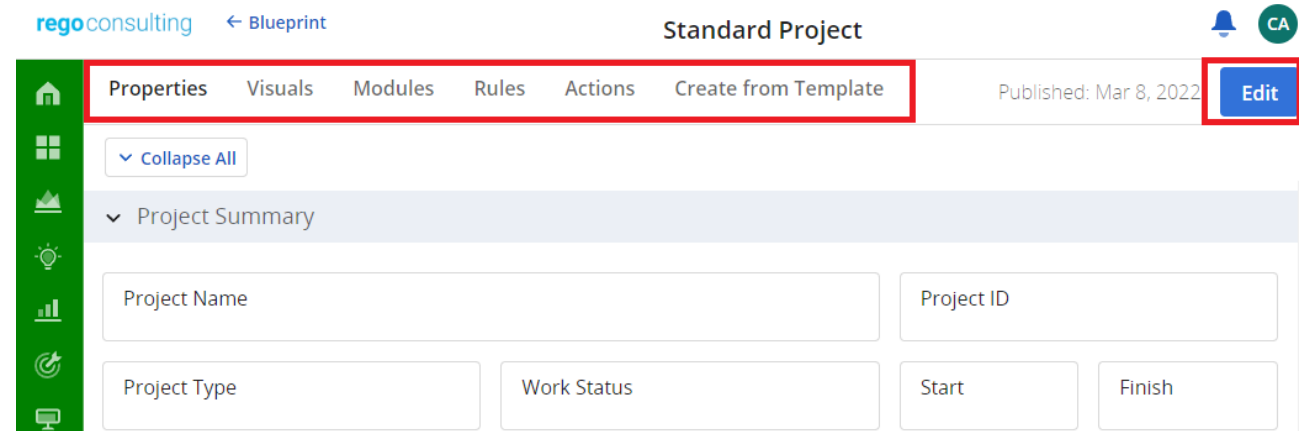 regoconsulting ← Blueprint Standard Project CA
Properties Visuals Modules Rules Actions Create from Template Published: Mar 8, 2022 Edit
Collapse All
Project Summary
Project Name Project ID
Project Type Work Status Start Finish